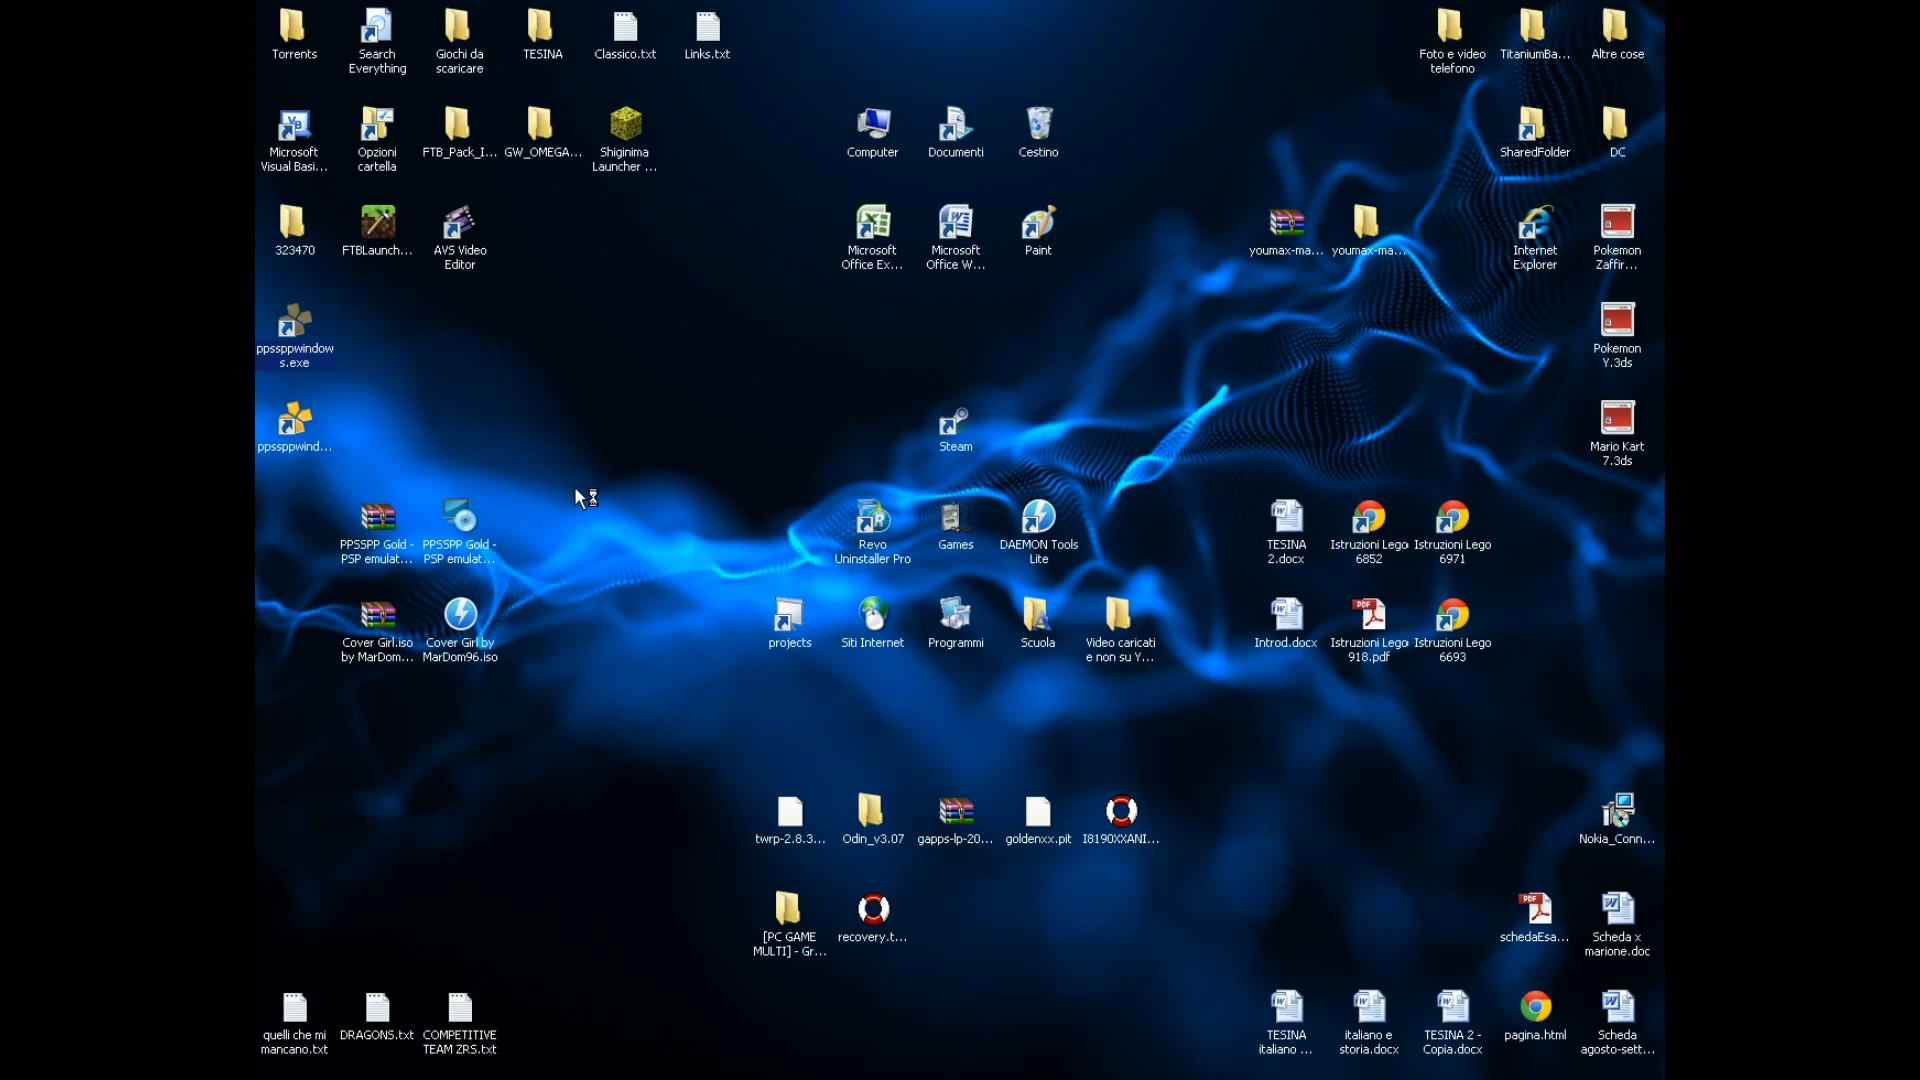 Torrents
Search
Everything
Giochi da
scaricare
TESINA
Classico.txt
Links.txt
Foto e video
telefono
TitaniumBa...
Altre cose
Microsoft
Visual Basi...
Opzioni
cartella
FTB_Pack_I...
GW_OMEGA...
Shiginima
Launcher ...
Computer
Documenti
Cestino
SharedFolder
DC
323470
FTBLaunch...
AVS Video
Editor
Microsoft
Office Ex...
Microsoft
Office W...
Paint
youmax-ma...
youmax-ma...
Internet
Explorer
Pokemon
Zaffir...
ppssppwindow
s.exe
Pokemon
Y.3ds
ppssppwind...
Steam
Mario Kart
7.3ds
PPSSPP Gold -
PSP emulat...
PPSSPP Gold -
PSP emulat...
Revo
Uninstaller Pro
Games
DAEMON Tools
Lite
TESINA
2.docx
Istruzioni Lego
6852
Istruzioni Lego
6971
Cover Girl.iso
by MarDom...
Cover Girl by
MarDom96.iso
projects
Siti Internet
Programmi
Scuola
Video caricati
e non su Y...
Introd.docx
Istruzioni Lego
918.pdf
Istruzioni Lego
6693
twrp-2.8.3...
Odin_v3.07
gapps-lp-20...
goldenxx.pit
I8190XXANI...
Nokia_Conn...
[PC GAME
MULTI] - Gr...
recovery.t...
schedaEsa...
Scheda x
marione.doc
quelli che mi
mancano.txt
DRAGONS.txt
COMPETITIVE
TEAM ZRS.txt
TESINA
italiano ...
italiano e
storia.docx
TESINA 2 -
Copia.docx
pagina.html
Scheda
agosto-sett...